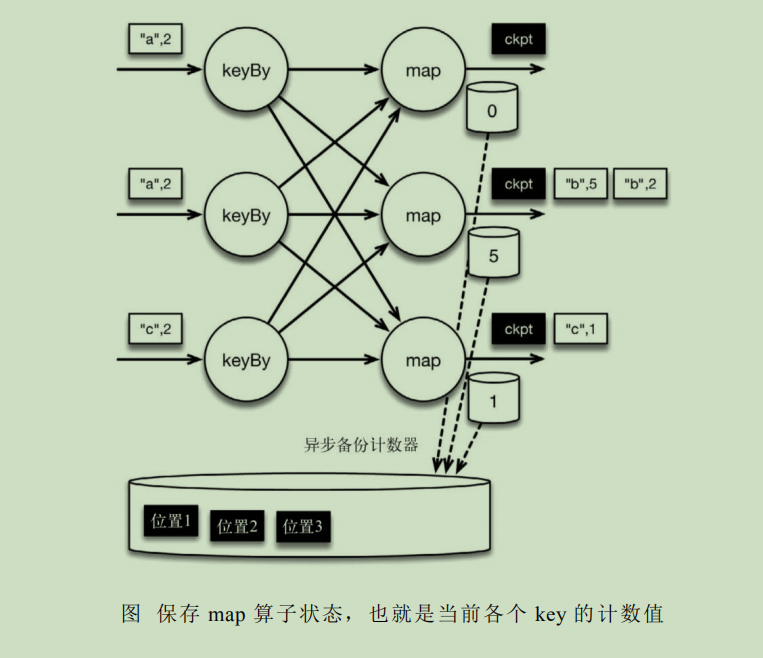 "a",2
ckpt
keyBy
map
0
"a",2
ckpt
"b",5
"b",2
keyBy
map
5
"c",2
ckpt
"c",1
keyBy
map
1
异步备份计数器
位置1
位置2
位置3
图 保存 map 算子状态，也就是当前各个 key 的计数值